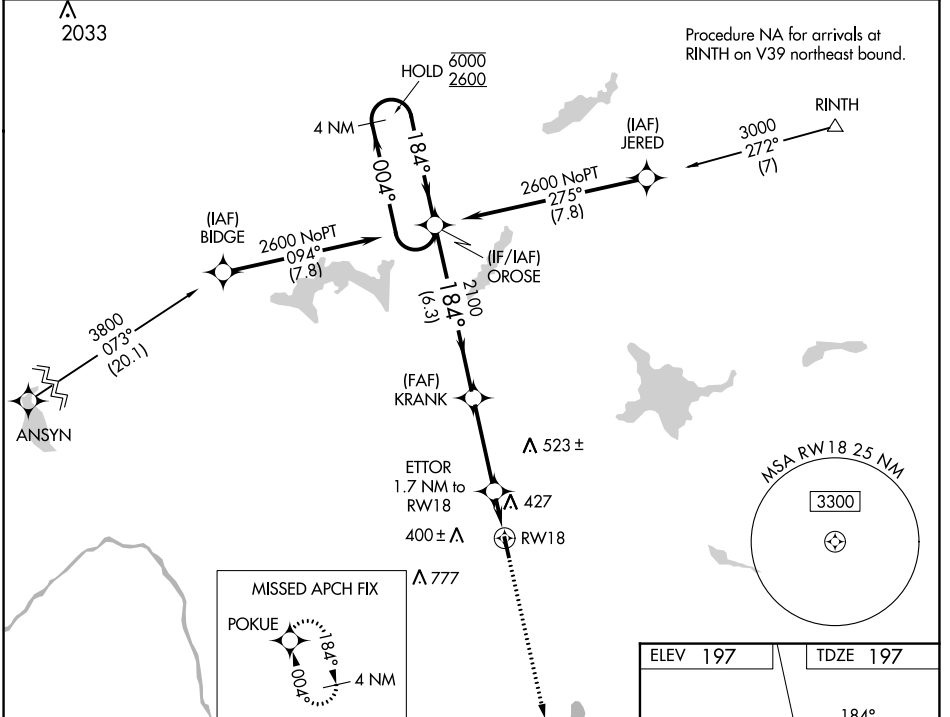 2033
Procedure NA for arrivals at
RINTH on V39 northeast bound.
HOLD 6000
2600
4 NM
184°
004°
RINTH
3000
272°
(7)
(IAF)
JERED
2600 NoPT
275°
(7.8)
(IAF)
BIDGE
2600 NoPT
094°
(7.8)
(IF/IAF)
OROSE
2100
184°
(6.3)
3800
073°
(20.1)
ANSYN
(FAF)
KRANK
523 ±
ETTOR
1.7 NM to
RW18
427
400 ±
RW18
777
MSA RW18 25 NM
3300
MISSED APCH FIX
POKUE
184°
004°
4 NM
ELEV 197
TDZE 197
184°